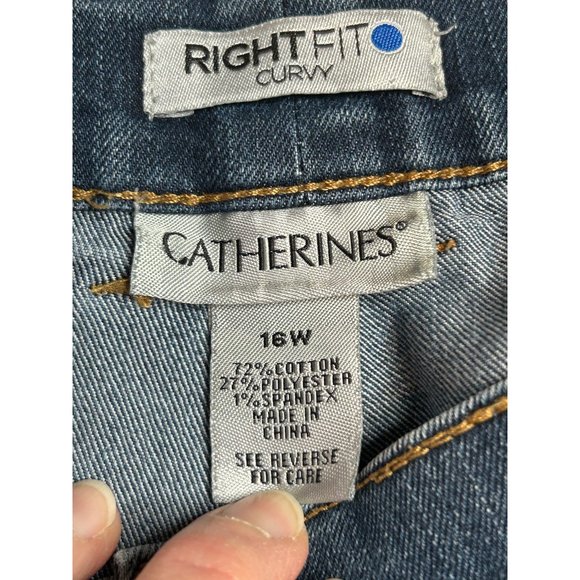 RIGHTFIT
CURVY
CATHERINES®
16W
72%COTTON
27%POLYESTER
1%SPANDEX
MADE IN
CHINA
SEE REVERSE
FOR CARE